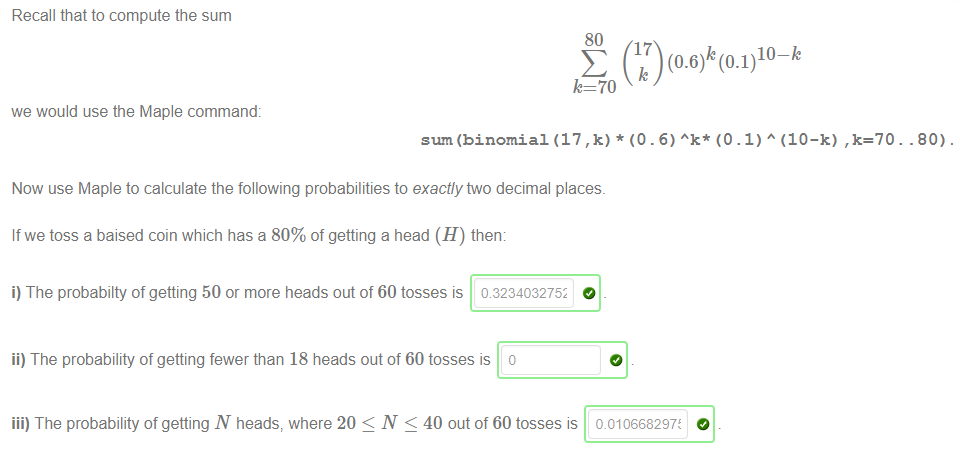 Recall that to compute the sum
80
∑ (17 k) (0.6)^k (0.1)^{10−k}
k=70
we would use the Maple command:
sum(binomial(17,k)*(0.6)^k*(0.1)^(10-k),k=70..80).
Now use Maple to calculate the following probabilities to exactly two decimal places.
If we toss a baised coin which has a 80% of getting a head (H) then:
i) The probabilty of getting 50 or more heads out of 60 tosses is 0.3234032752 .
ii) The probability of getting fewer than 18 heads out of 60 tosses is 0 .
iii) The probability of getting N heads, where 20 ≤ N ≤ 40 out of 60 tosses is 0.010668297 .